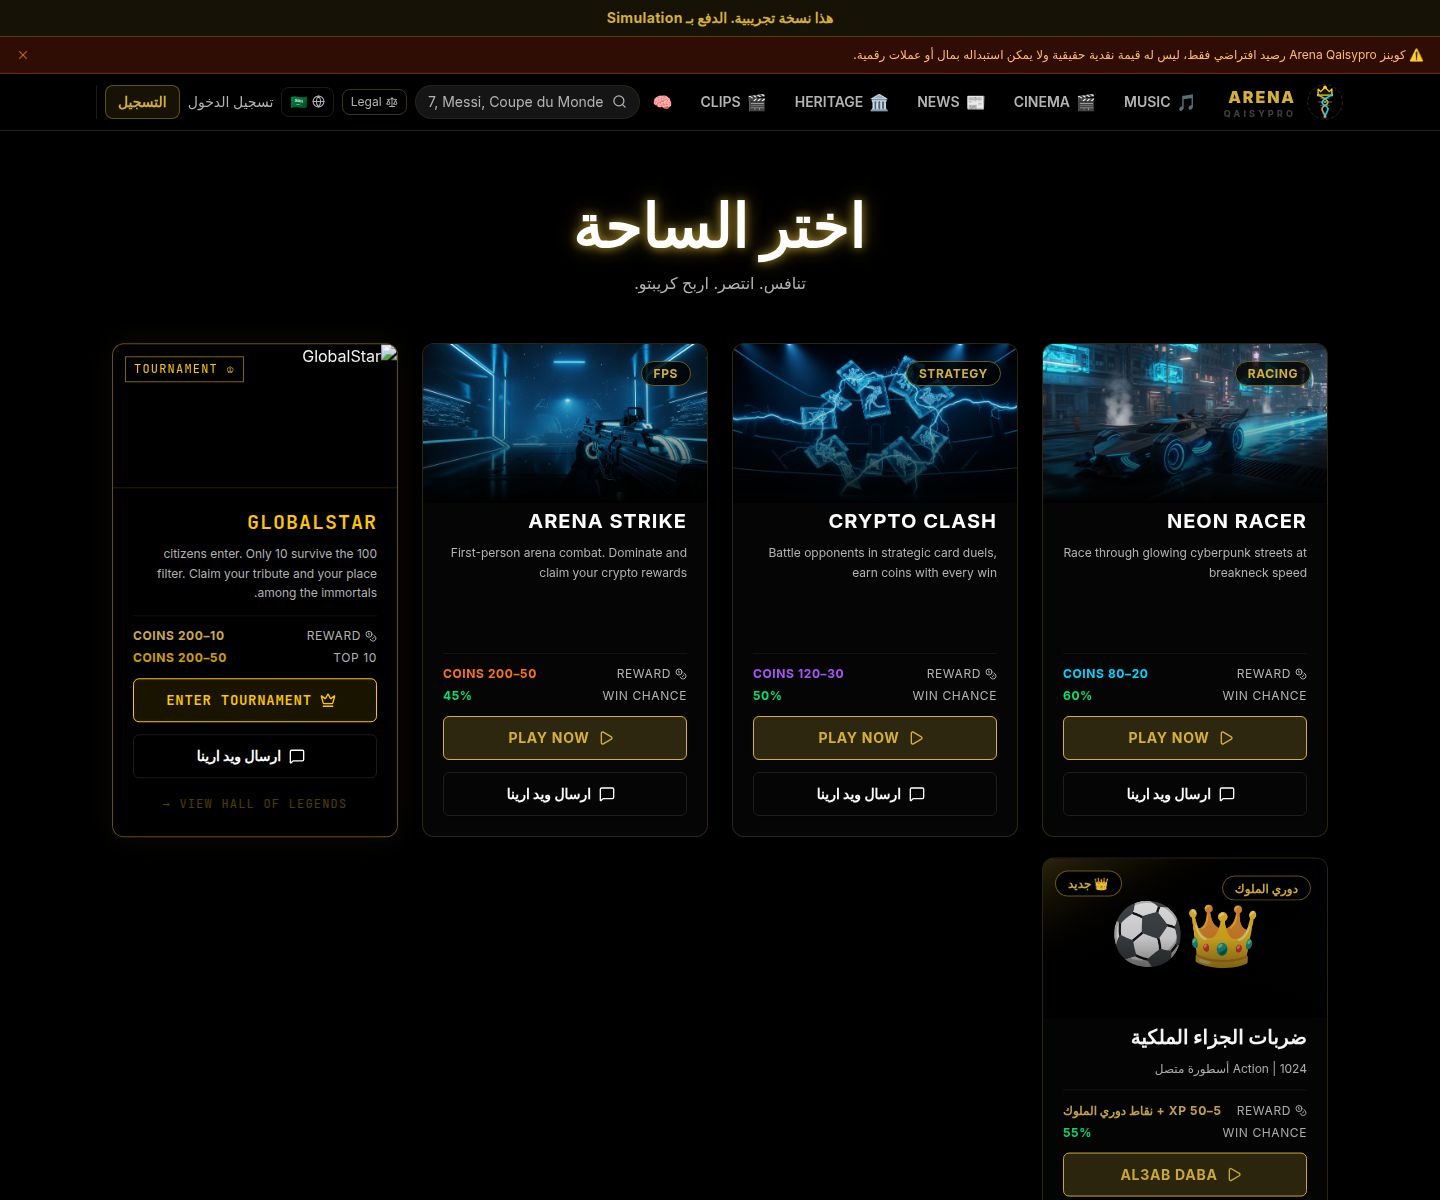 هذا نسخة تجريبية. الدفع بـ Simulation
⚠️ كوينز Arena Qaisypro رصيد افتراضي فقط، ليس له قيمة نقدية حقيقية ولا يمكن استبداله بمال أو عملات رقمية.
×
ARENA
QAISYPRO
MUSIC 🎵
CINEMA 🎬
NEWS 📰
HERITAGE 🏛️
CLIPS 🎬
🧠
7, Messi, Coupe du Monde
Legal
تسجيل الدخول
التسجيل
اختر الساحة
تنافس. انتصر. اربح كريبتو.
RACING
NEON RACER
Race through glowing cyberpunk streets at
breakneck speed
REWARD
COINS 80–20
WIN CHANCE
60%
PLAY NOW
ارسال ويد ارينا
STRATEGY
CRYPTO CLASH
Battle opponents in strategic card duels,
earn coins with every win
REWARD
COINS 120–30
WIN CHANCE
50%
PLAY NOW
ارسال ويد ارينا
FPS
ARENA STRIKE
First-person arena combat. Dominate and
claim your crypto rewards
REWARD
COINS 200–50
WIN CHANCE
45%
PLAY NOW
ارسال ويد ارينا
GlobalStar
TOURNAMENT ♔
GLOBALSTAR
citizens enter. Only 10 survive the 100
filter. Claim your tribute and your place
.among the immortals
REWARD
COINS 200–10
TOP 10
COINS 200–50
ENTER TOURNAMENT
ارسال ويد ارينا
→ VIEW HALL OF LEGENDS
دوري الملوك
👑 جديد
ضربات الجزاء الملكية
Action | 1024 أسطورة متصل
REWARD
XP 50–5 + نقاط دوري الملوك
WIN CHANCE
55%
AL3AB DABA